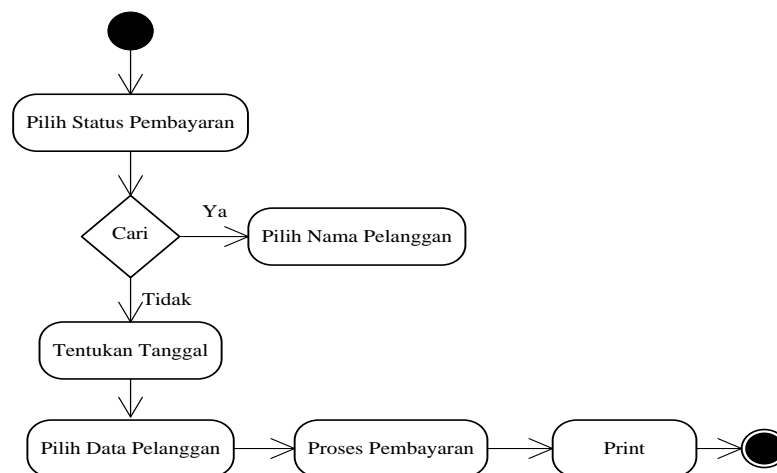 Pilih Status Pembayaran
Cari
Ya
Pilih Nama Pelanggan
Tidak
Tentukan Tanggal
Pilih Data Pelanggan
Proses Pembayaran
Print